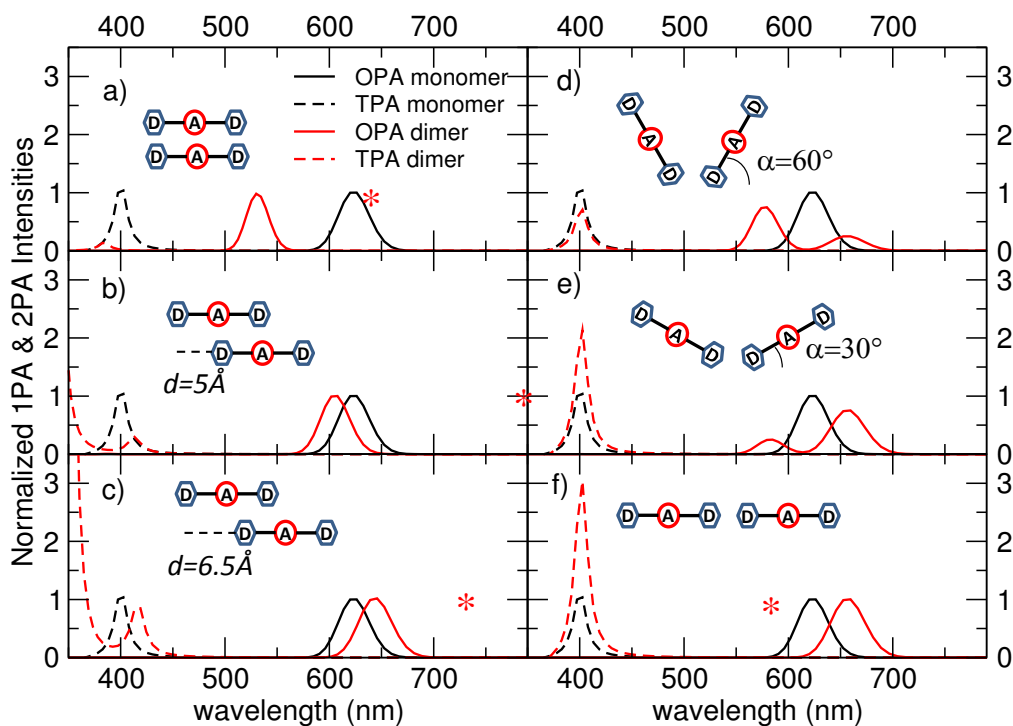 400 500 600 700 400 500 600 700
Normalized 1PA & 2PA Intensities
a)
OPA monomer
TPA monomer
OPA dimer
TPA dimer
D A D
D A D
*
0
1
2
3
b)
D A D
D A D
d=5Å
*
0
1
2
3
c)
D A D
D A D
d=6.5Å
*
0
1
2
3
400 500 600 700
wavelength (nm)
d)
D A D
D A D
α=60°
0
1
2
3
e)
D A D
D A D
α=30°
0
1
2
3
f)
D A D D A D
*
0
1
2
3
400 500 600 700
wavelength (nm)